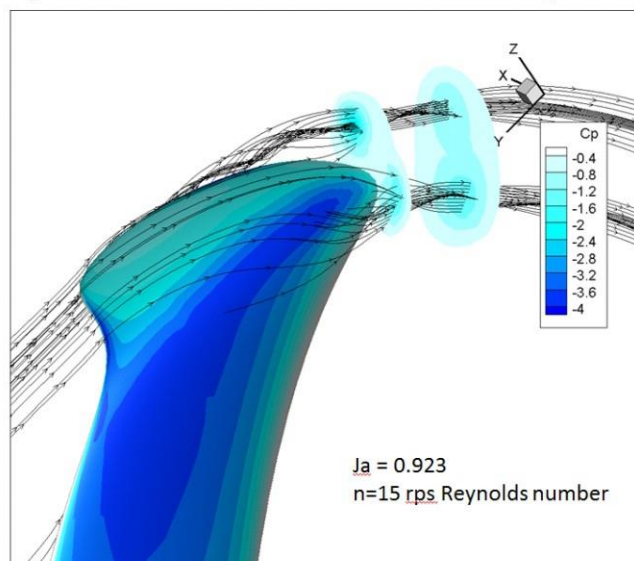 Z
X
Y
Cp
-0.4
-0.8
-1.2
-1.6
-2
-2.4
-2.8
-3.2
-3.6
-4
Ja = 0.923
n=15 rps Reynolds number